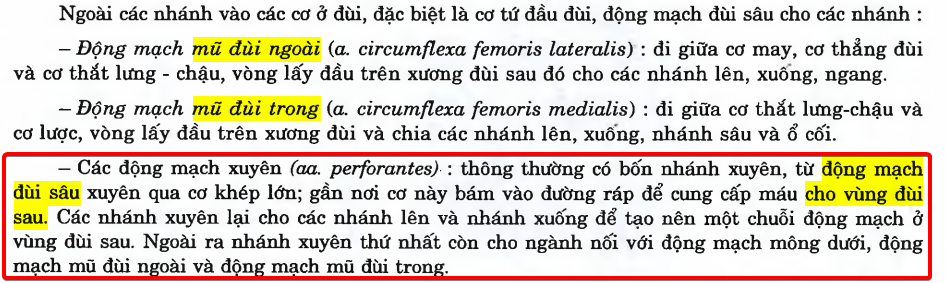 Ngoài các nhánh vào các cơ ở đùi, đặc biệt là cơ tứ đầu đùi, động mạch đùi sâu cho các nhánh :
– Động mạch mũ đùi ngoài (a. circumflexa femoris lateralis) : đi giữa cơ may, cơ thẳng đùi
và cơ thắt lưng - chậu, vòng lấy đầu trên xương đùi sau đó cho các nhánh lên, xuống, ngang.
– Động mạch mũ đùi trong (a. circumflexa femoris medialis) : đi giữa cơ thắt lưng-chậu và
cơ lược, vòng lấy đầu trên xương đùi và chia các nhánh lên, xuống, nhánh sâu và ổ cối.
– Các động mạch xuyên (aa. perforantes) : thông thường có bốn nhánh xuyên, từ động mạch
đùi sâu xuyên qua cơ khép lớn; gần nơi cơ này bám vào đường ráp để cung cấp máu cho vùng đùi
sau. Các nhánh xuyên lại cho các nhánh lên và nhánh xuống để tạo nên một chuỗi động mạch ở
vùng đùi sau. Ngoài ra nhánh xuyên thứ nhất còn cho ngành nối với động mạch mông dưới, động
mạch mũ đùi ngoài và động mạch mũ đùi trong.